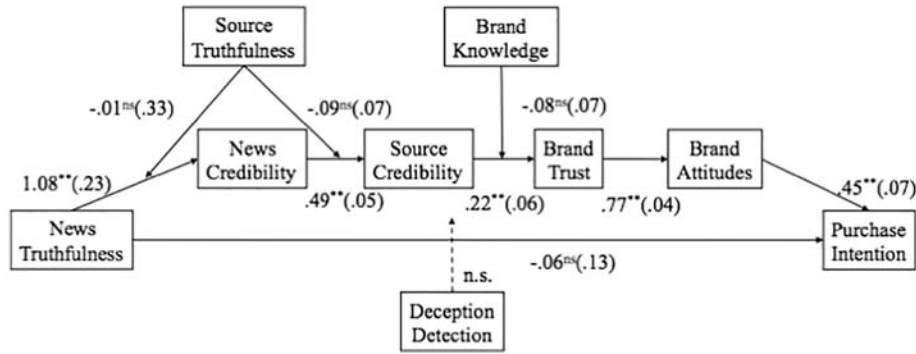 Source
Truthfulness
Brand
Knowledge
-.01ⁿˢ(.33)
-.09ⁿˢ(.07)
-.08ⁿˢ(.07)
News
Credibility
Source
Credibility
Brand
Trust
Brand
Attitudes
1.08**(.23)
.49**(.05)
.22**(.06)
.77**(.04)
.45**(.07)
News
Truthfulness
Purchase
Intention
-.06ⁿˢ(.13)
n.s.
Deception
Detection